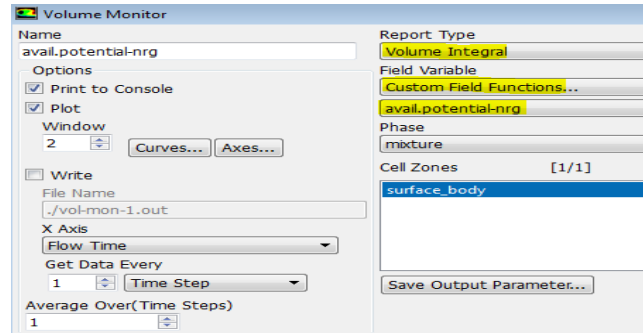 Volume Monitor
Name
avail.potential-nrg
Options
Print to Console
Plot
Window
2
Curves... Axes...
Write
File Name
./vol-mon-1.out
X Axis
Flow Time
Get Data Every
1 Time Step
Average Over(Time Steps)
1
Report Type
Volume Integral
Field Variable
Custom Field Functions...
avail.potential-nrg
Phase
mixture
Cell Zones [1/1]
surface_body
Save Output Parameter...